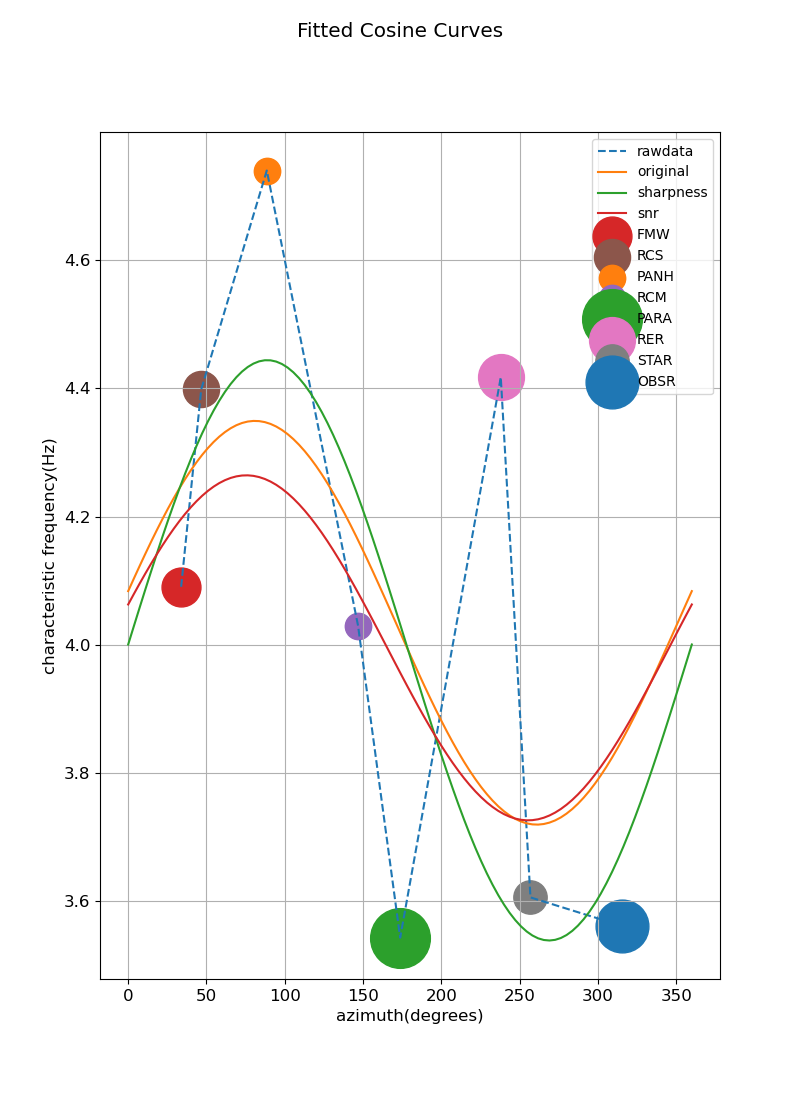 Fitted Cosine Curves
rawdata
original
sharpness
snr
FMW
RCS
PANH
RCM
PARA
RER
STAR
OBSR
characteristic frequency(Hz)
4.6
4.4
4.2
4.0
3.8
3.6
0 50 100 150 200 250 300 350
azimuth(degrees)